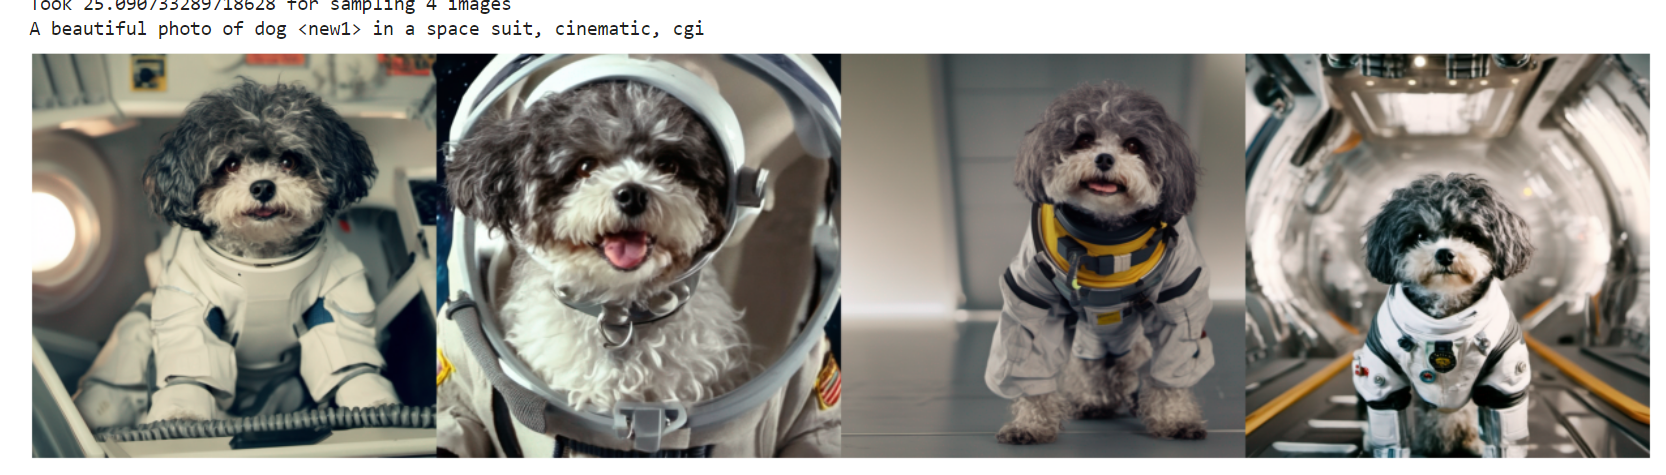 Took 25.090733289718628 for sampling 4 images
A beautiful photo of dog <new1> in a space suit, cinematic, cgi